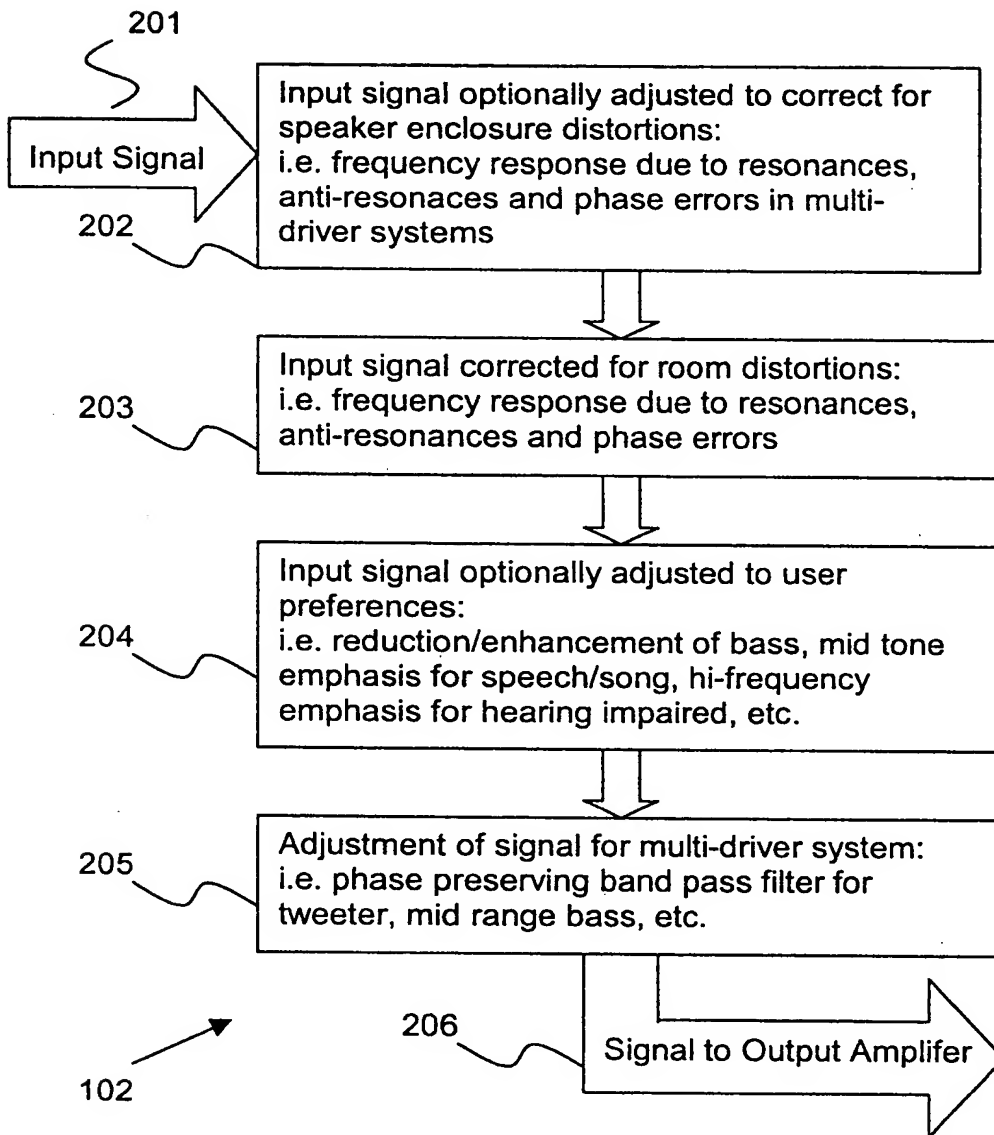 201
Input Signal
Input signal optionally adjusted to correct for
speaker enclosure distortions:
i.e. frequency response due to resonances,
anti-resonaces and phase errors in multi-
driver systems
202
Input signal corrected for room distortions:
i.e. frequency response due to resonances,
anti-resonances and phase errors
203
Input signal optionally adjusted to user
preferences:
i.e. reduction/enhancement of bass, mid tone
emphasis for speech/song, hi-frequency
emphasis for hearing impaired, etc.
204
Adjustment of signal for multi-driver system:
i.e. phase preserving band pass filter for
tweeter, mid range bass, etc.
205
206
Signal to Output Amplifer
102